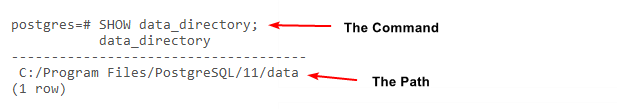 postgres=# SHOW data_directory;
The Command
data_directory
-------------------------------------
C:/Program Files/PostgreSQL/11/data
The Path
(1 row)